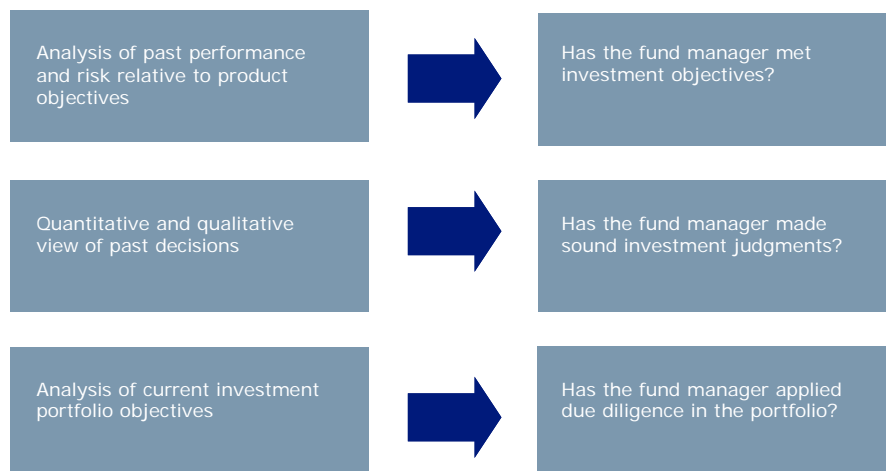 Analysis of past performance
and risk relative to product
objectives
Has the fund manager met
investment objectives?
Quantitative and qualitative
view of past decisions
Has the fund manager made
sound investment judgments?
Analysis of current investment
portfolio objectives
Has the fund manager applied
due diligence in the portfolio?